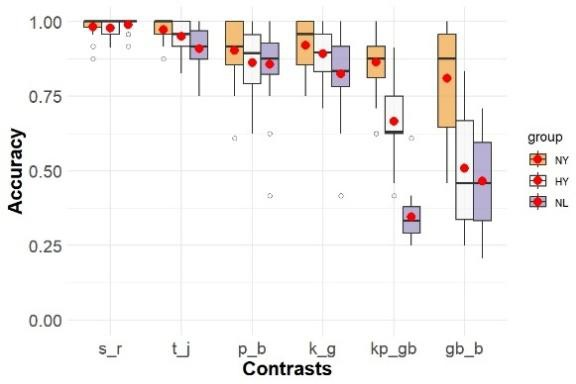 1.00
0.75
0.50
0.25
0.00
Accuracy
s_r t_j p_b k_g kp_gb gb_b
Contrasts
group
NY
HY
NL